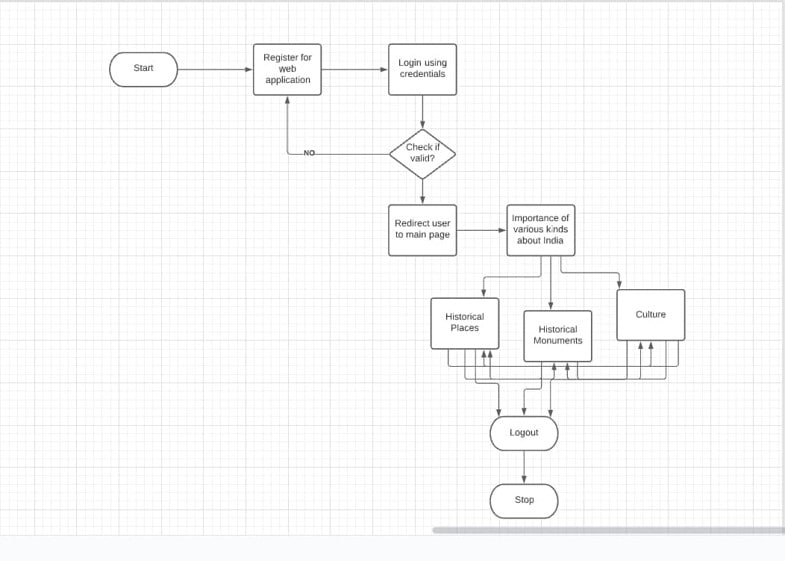 Start
Register for
web
application
Login using
credentials
Check if
valid?
NO
Redirect user
to main page
Importance of
various kinds
about India
Historical
Places
Historical
Monuments
Culture
Logout
Stop